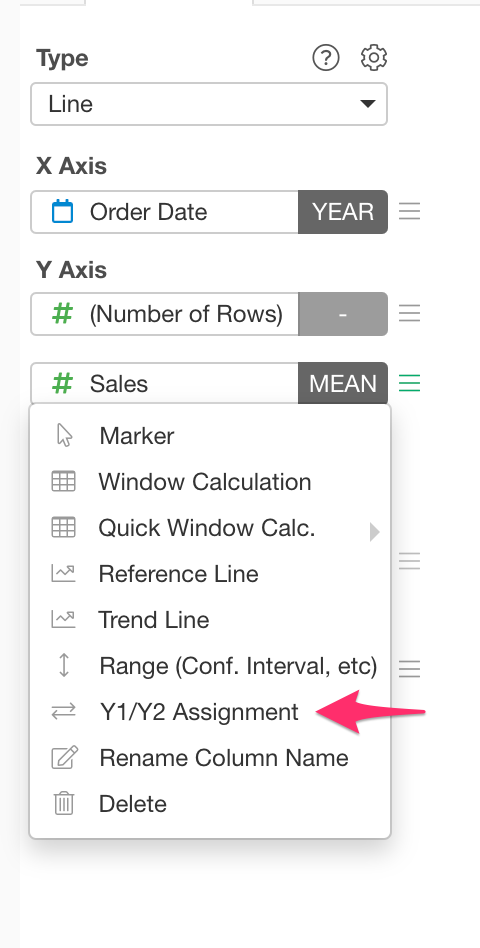 Type
Line
X Axis
Order Date YEAR
Y Axis
# (Number of Rows) -
# Sales MEAN
Marker
Window Calculation
Quick Window Calc.
Reference Line
Trend Line
Range (Conf. Interval, etc)
Y1/Y2 Assignment
Rename Column Name
Delete